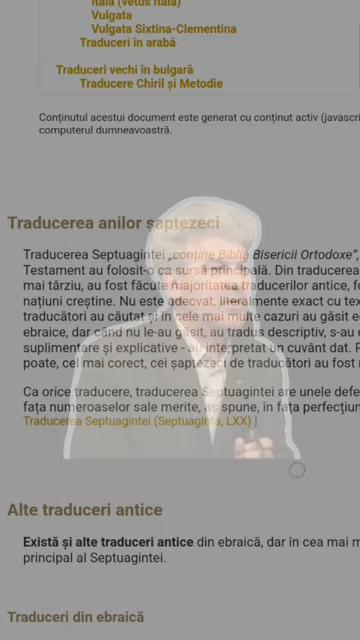 Itala (Vetus Itala)
Vulgata
Vulgata Sixtina-Clementina
Traduceri în arabă
Traduceri vechi în bulgară
Traducere Chiril și Metodie
Conținutul acestui document este generat cu conținut activ (javascri
computerul dumneavoastră.
Traducerea anilor șaptezeci
Traducerea Septuagintei „conține Biblia Bisericii Ortodoxe",
Testament au folosit-o ca sursă principală. Din traducerea
mai târziu, au fost făcute majoritatea traducerilor antice, fo
națiuni creștine. Nu este adecvat, literalmente exact cu tex
traducători au căutat și în cele mai multe cazuri au găsit e
ebraice, dar când nu le-au găsit, au tradus descriptiv, s-au
suplimentare și explicative - au interpretat un cuvânt dat. P
poate, cel mai corect, cei șaptezeci de traducători au fost
Ca orice traducere, traducerea Septuagintei are unele defe
fața numeroaselor sale merite, aș spune, în fața perfecțiun
Traducerea Septuagintei (Septuaginta, LXX) ]
Alte traduceri antice
Există și alte traduceri antice din ebraică, dar în cea mai m
principal al Septuagintei.
Traduceri din ebraică